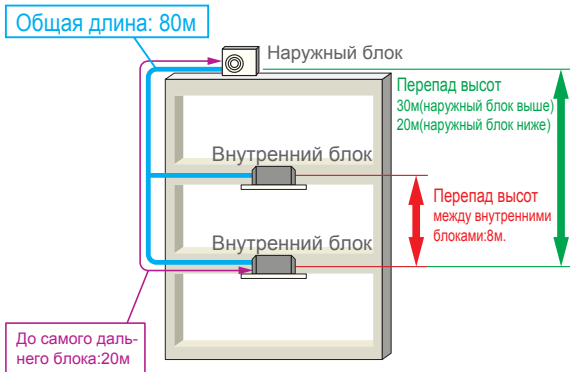 Общая длина: 80м
Наружный блок
Перепад высот
30м(наружный блок выше)
20м(наружный блок ниже)
Внутренний блок
Перепад высот
между внутренними
блоками:8м.
Внутренний блок
До самого даль-
него блока:20м